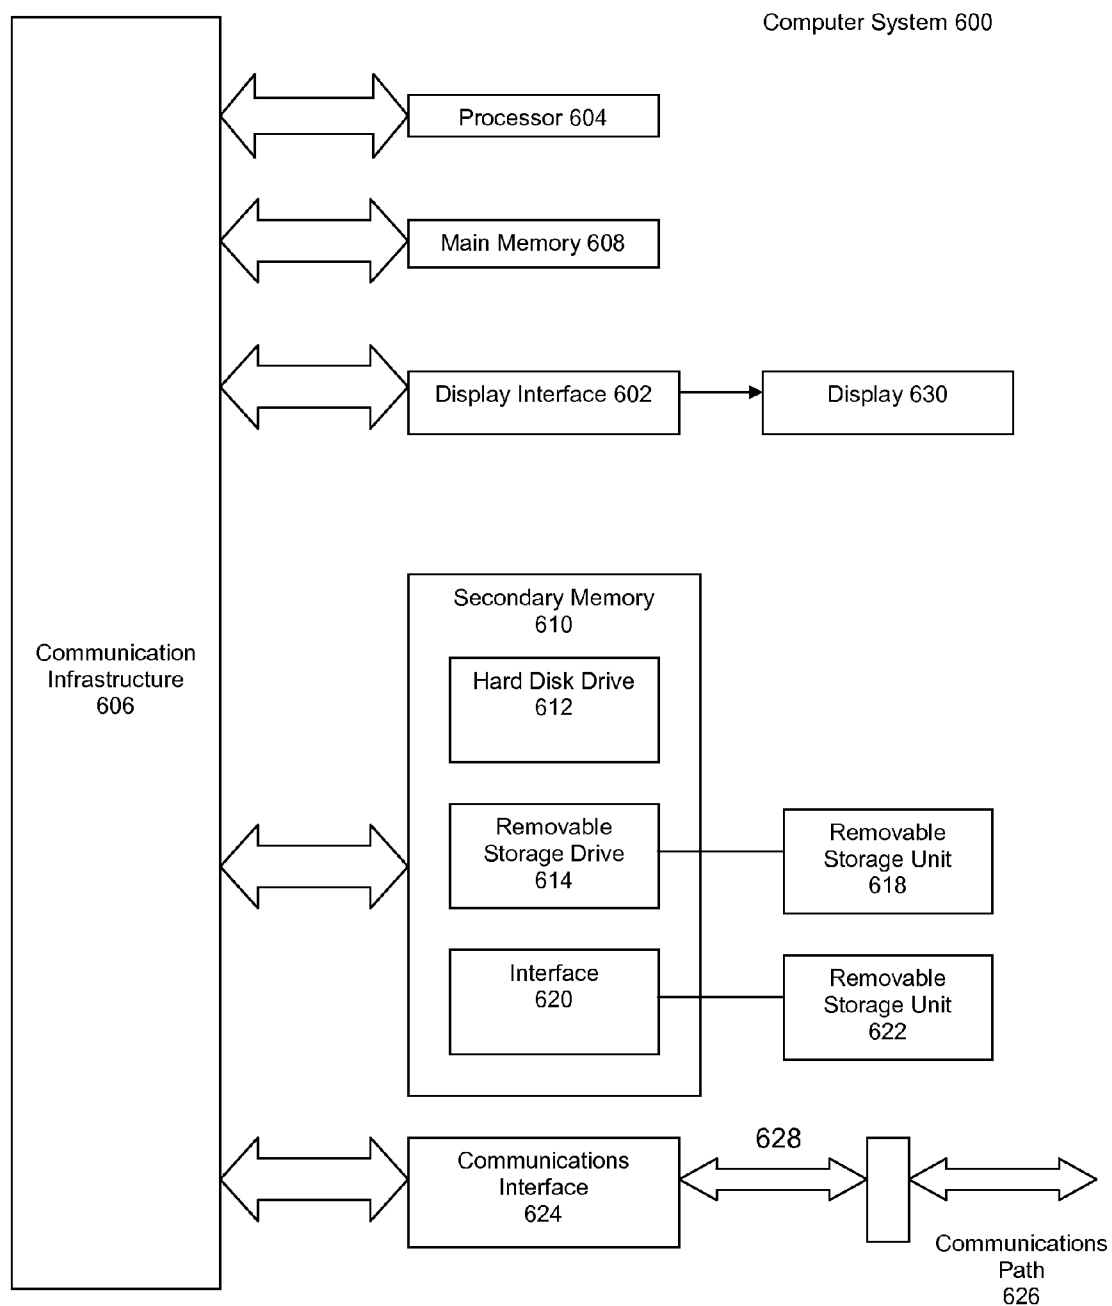 Computer System 600
Processor 604
Main Memory 608
Display Interface 602
Display 630
Communication
Infrastructure
606
Secondary Memory
610
Hard Disk Drive
612
Removable
Storage Drive
614
Removable
Storage Unit
618
Interface
620
Removable
Storage Unit
622
Communications
Interface
624
628
Communications
Path
626